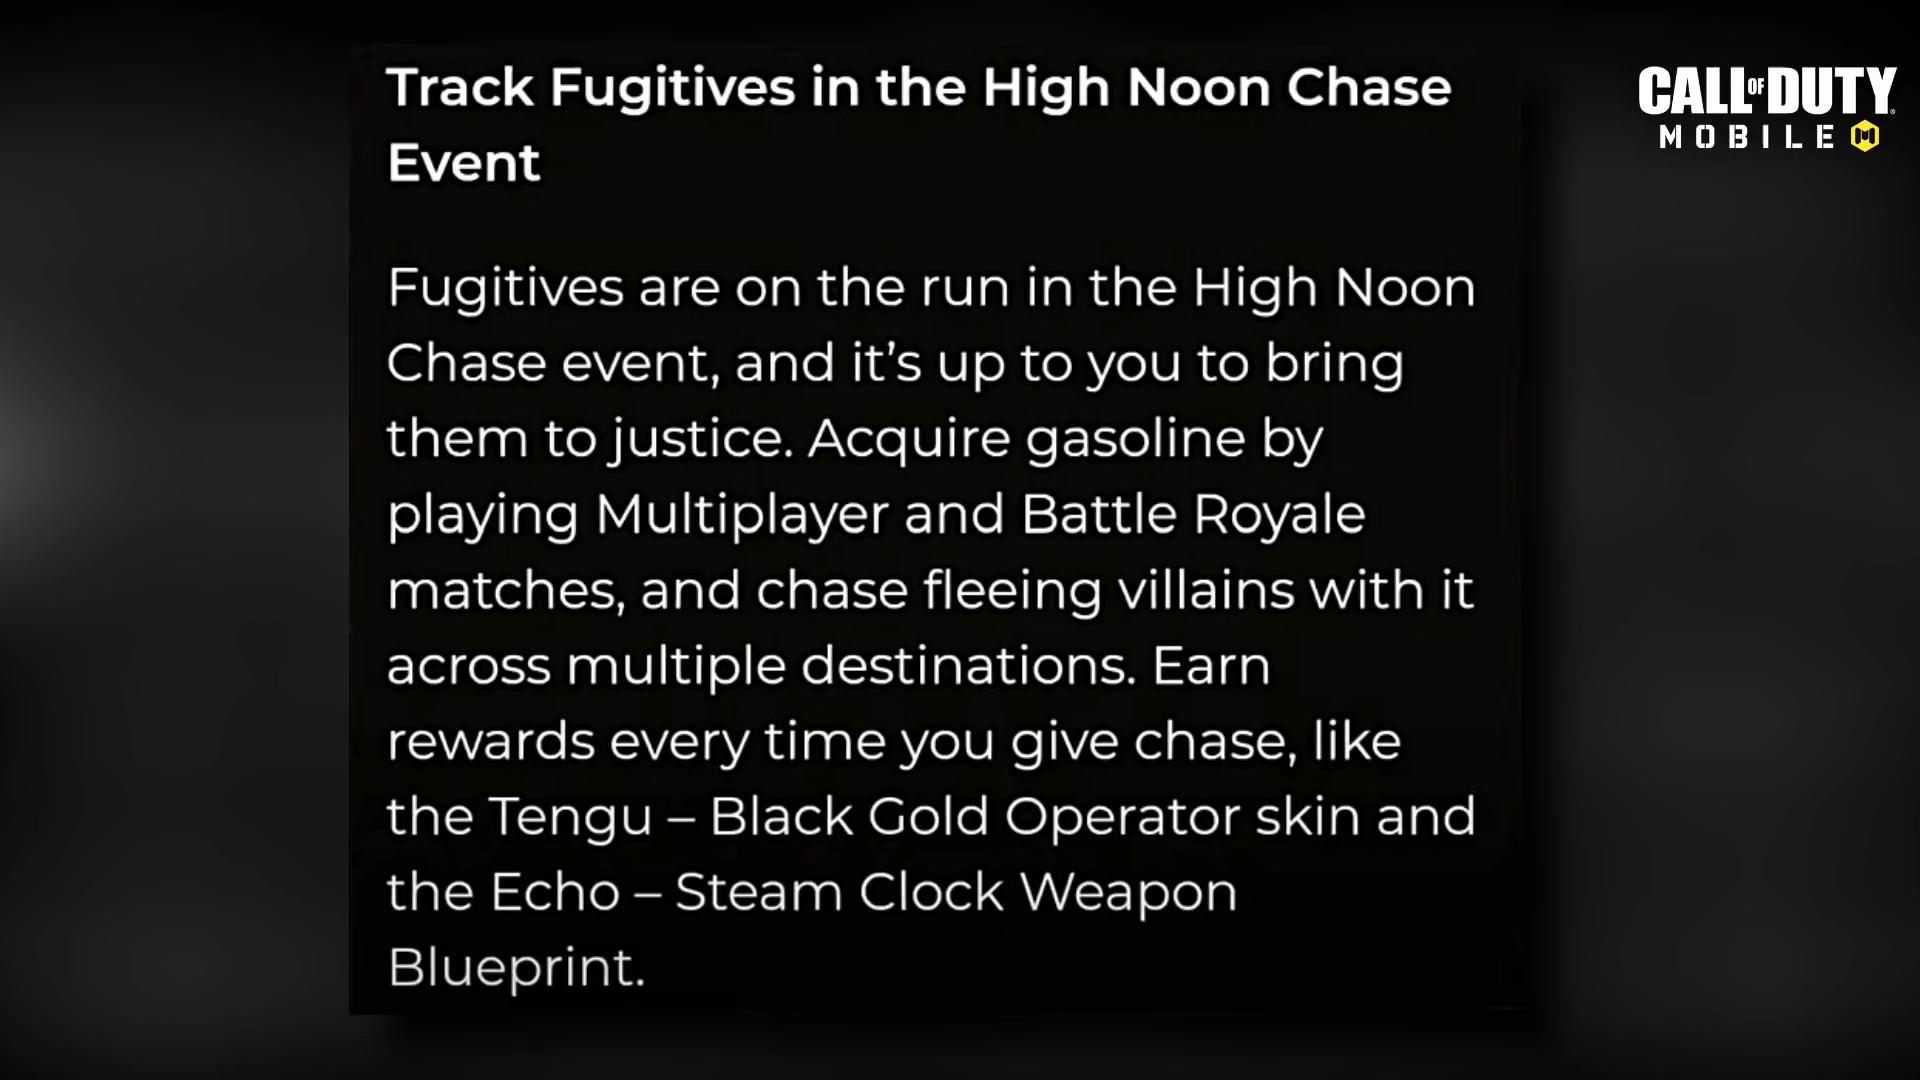 Track Fugitives in the High Noon Chase
Event
Fugitives are on the run in the High Noon
Chase event, and it’s up to you to bring
them to justice. Acquire gasoline by
playing Multiplayer and Battle Royale
matches, and chase fleeing villains with it
across multiple destinations. Earn
rewards every time you give chase, like
the Tengu – Black Gold Operator skin and
the Echo – Steam Clock Weapon
Blueprint.
CALL OF DUTY
MOBILE